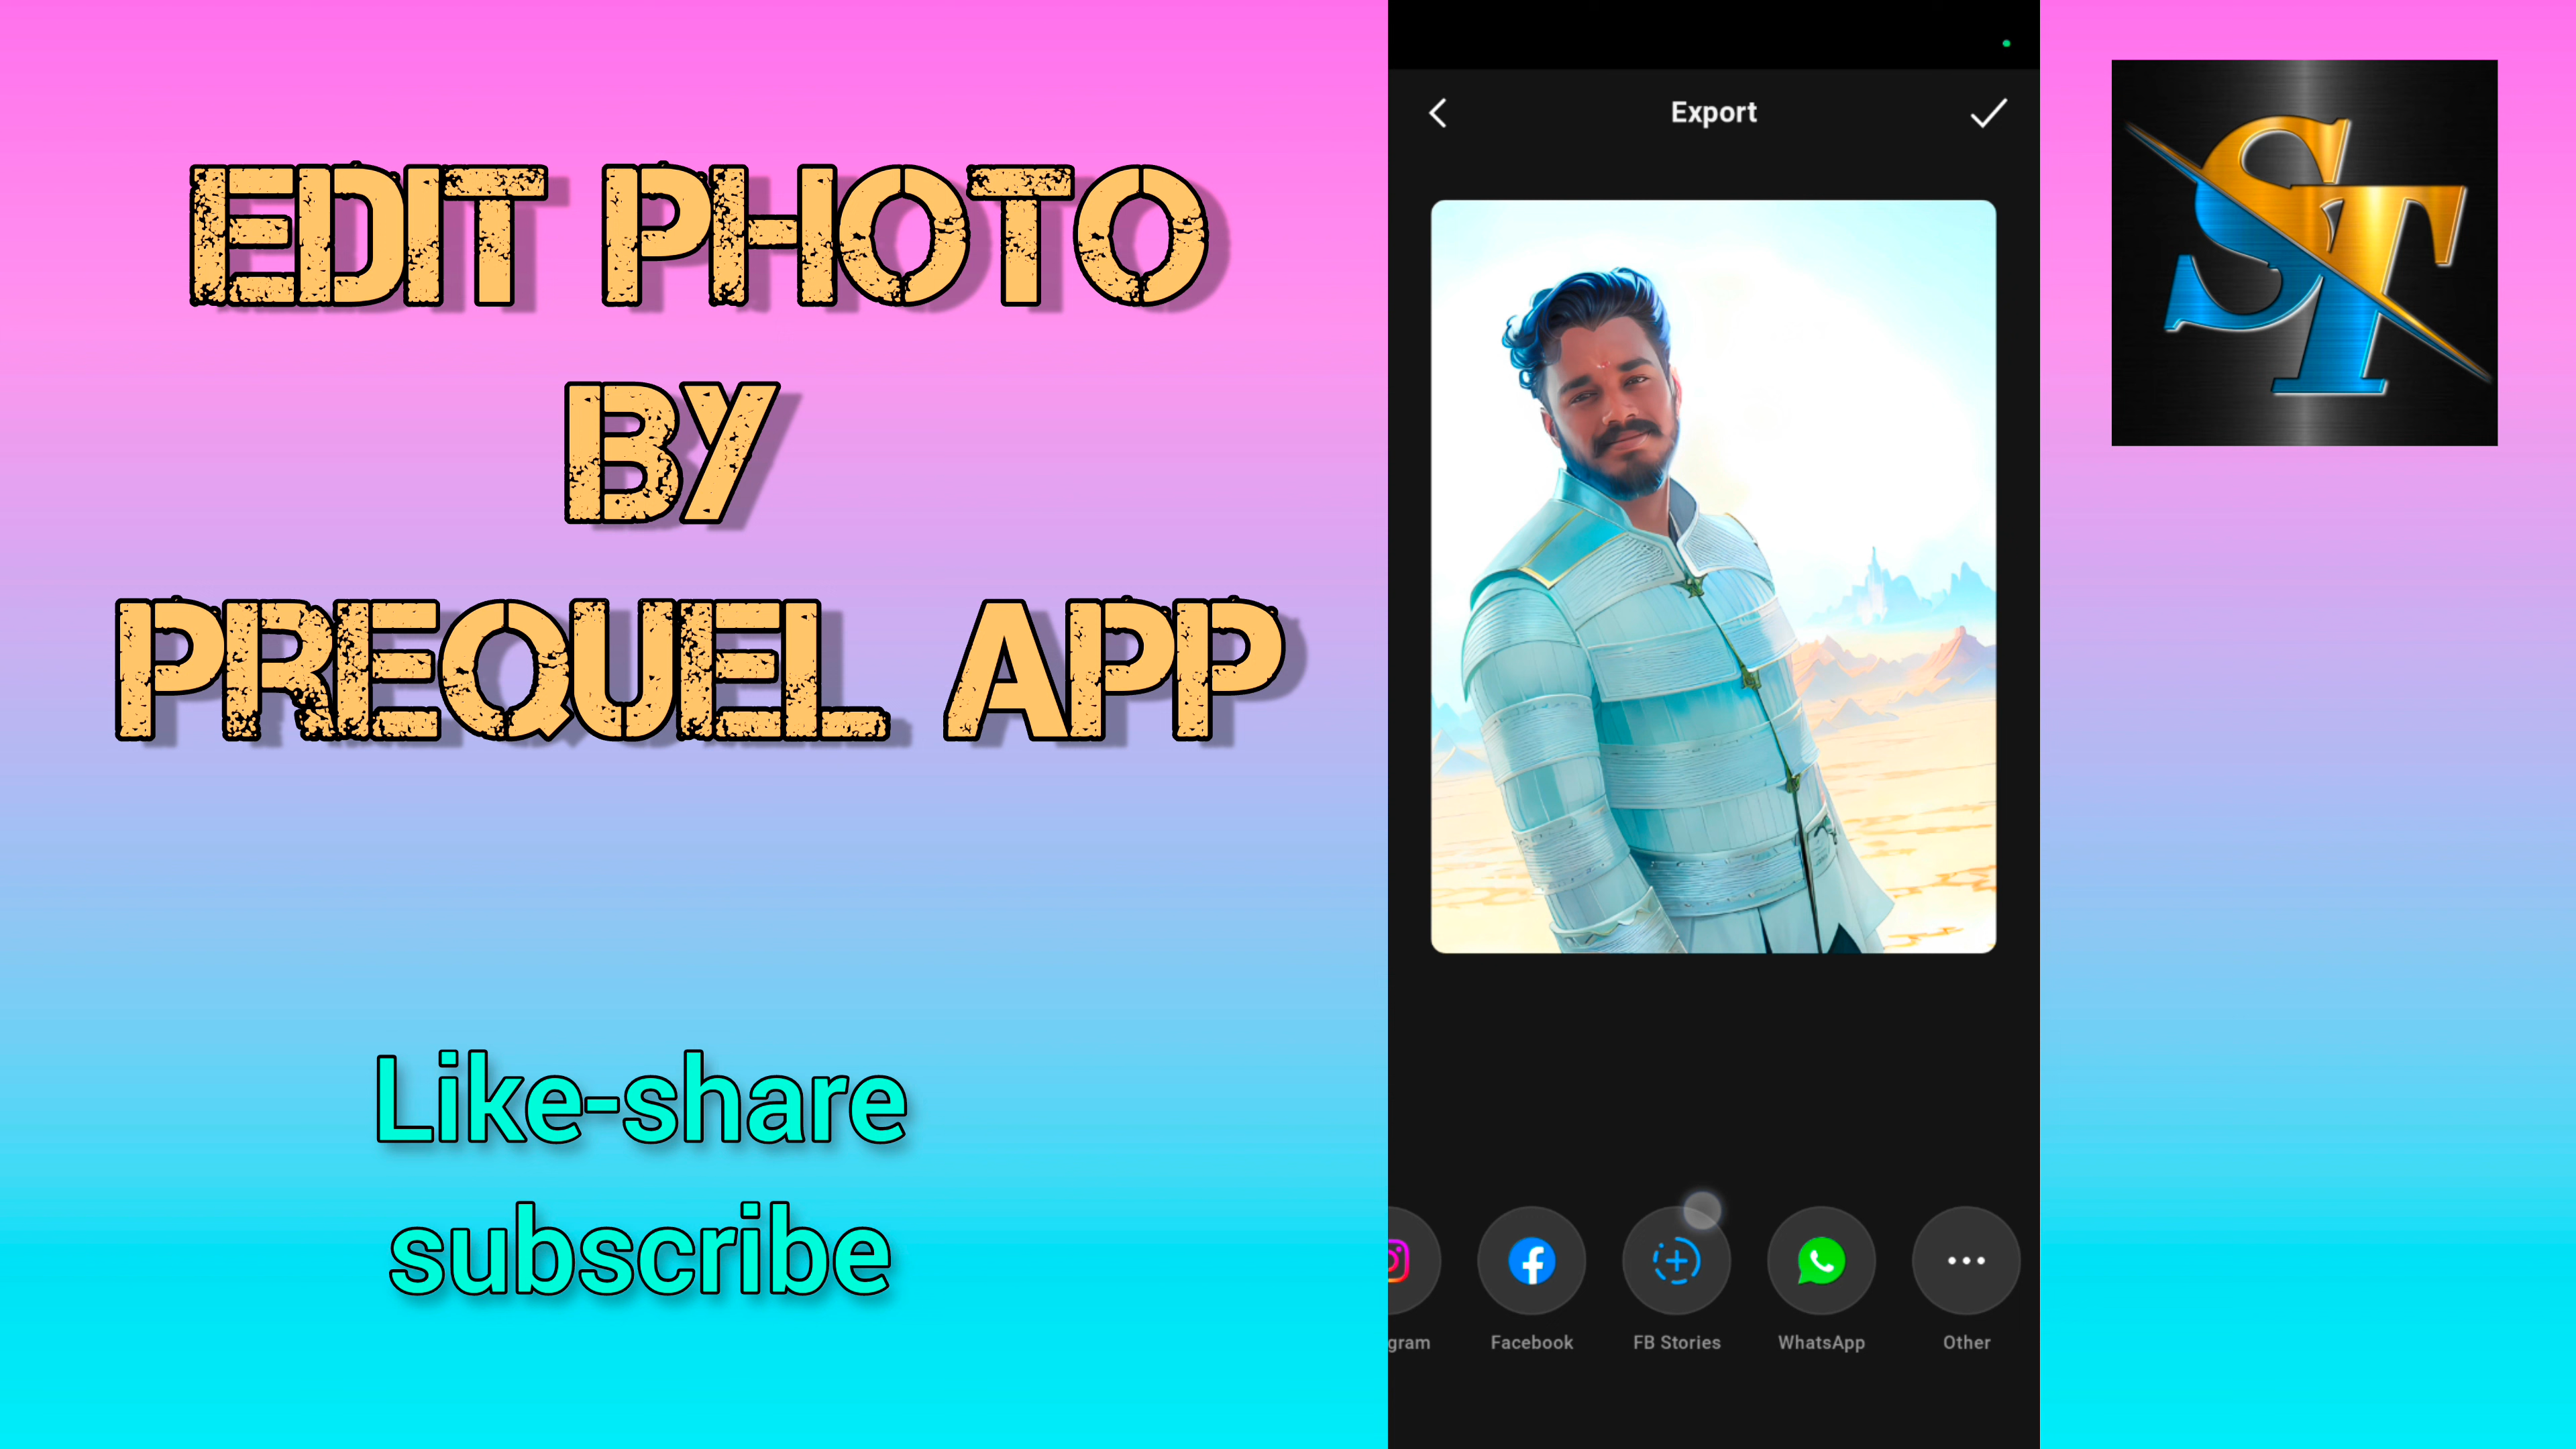 EDIT PHOTO
BY
PREQUEL APP
Like-share
subscribe
Export
gram
Facebook
FB Stories
WhatsApp
Other
ST